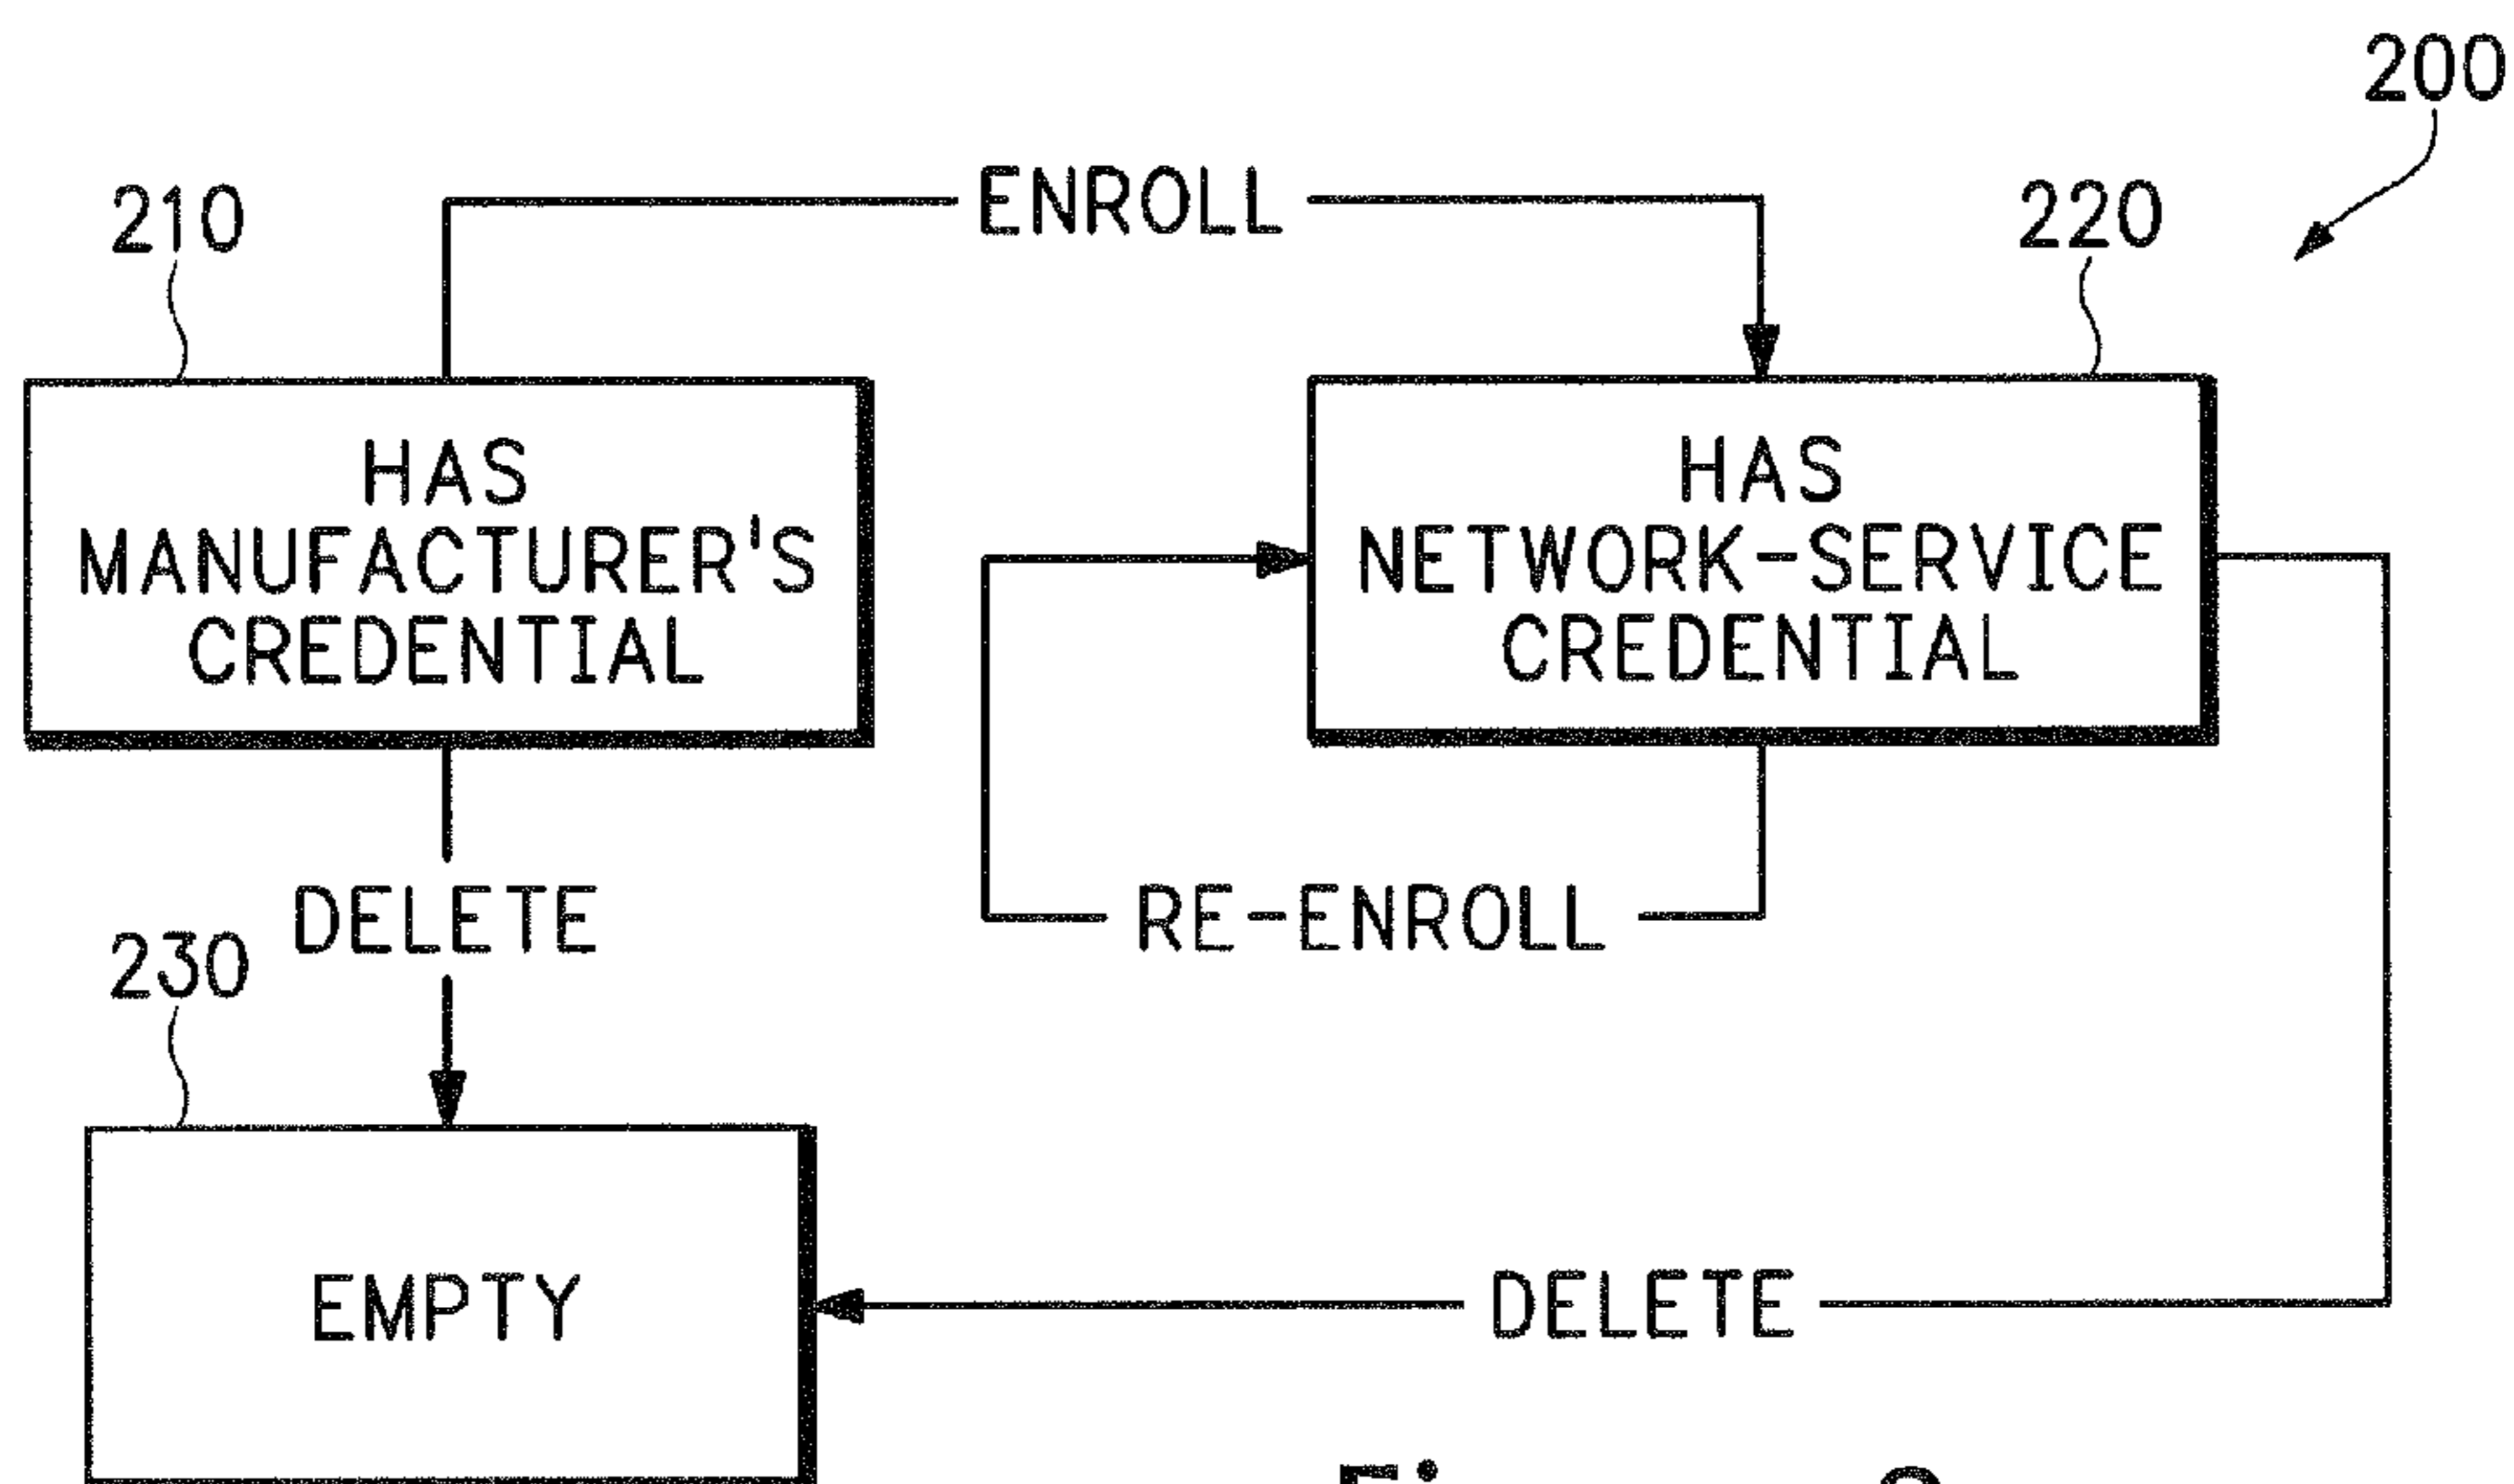 200
ENROLL
210
220
HAS
MANUFACTURER'S
CREDENTIAL
HAS
NETWORK-SERVICE
CREDENTIAL
DELETE
RE-ENROLL
230
EMPTY
DELETE